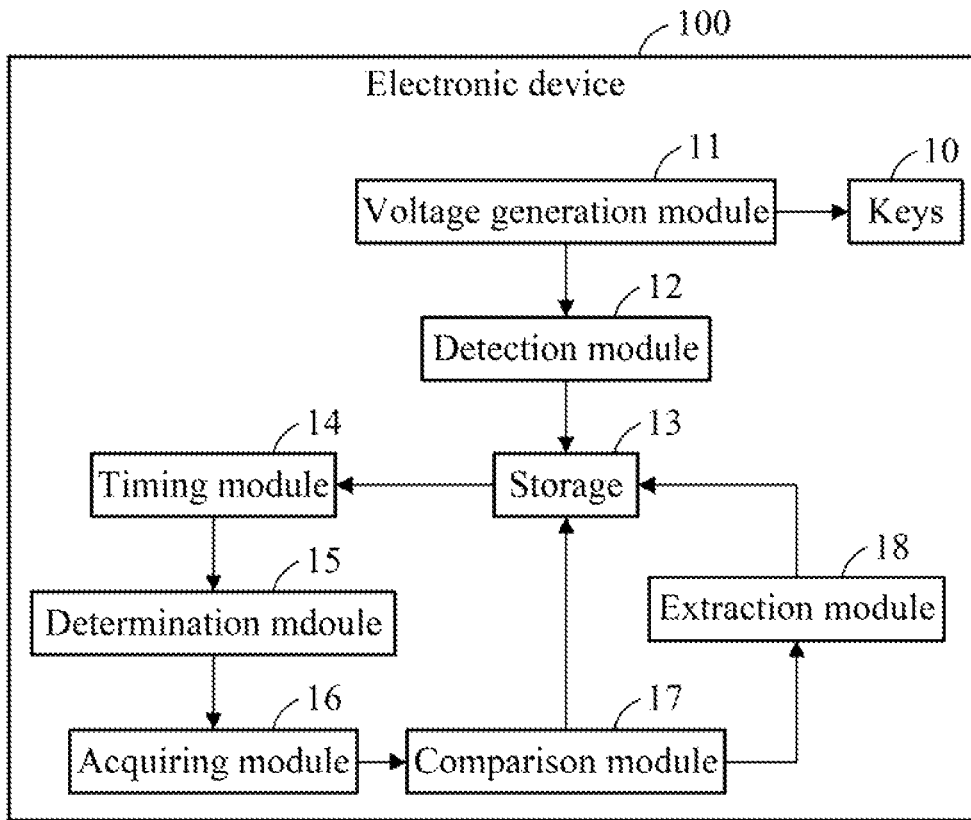 100
Electronic device
11
10
Voltage generation module
Keys
12
Detection module
14
13
Timing module
Storage
15
18
Determination mdoule
Extraction module
16
17
Acquiring module
Comparison module